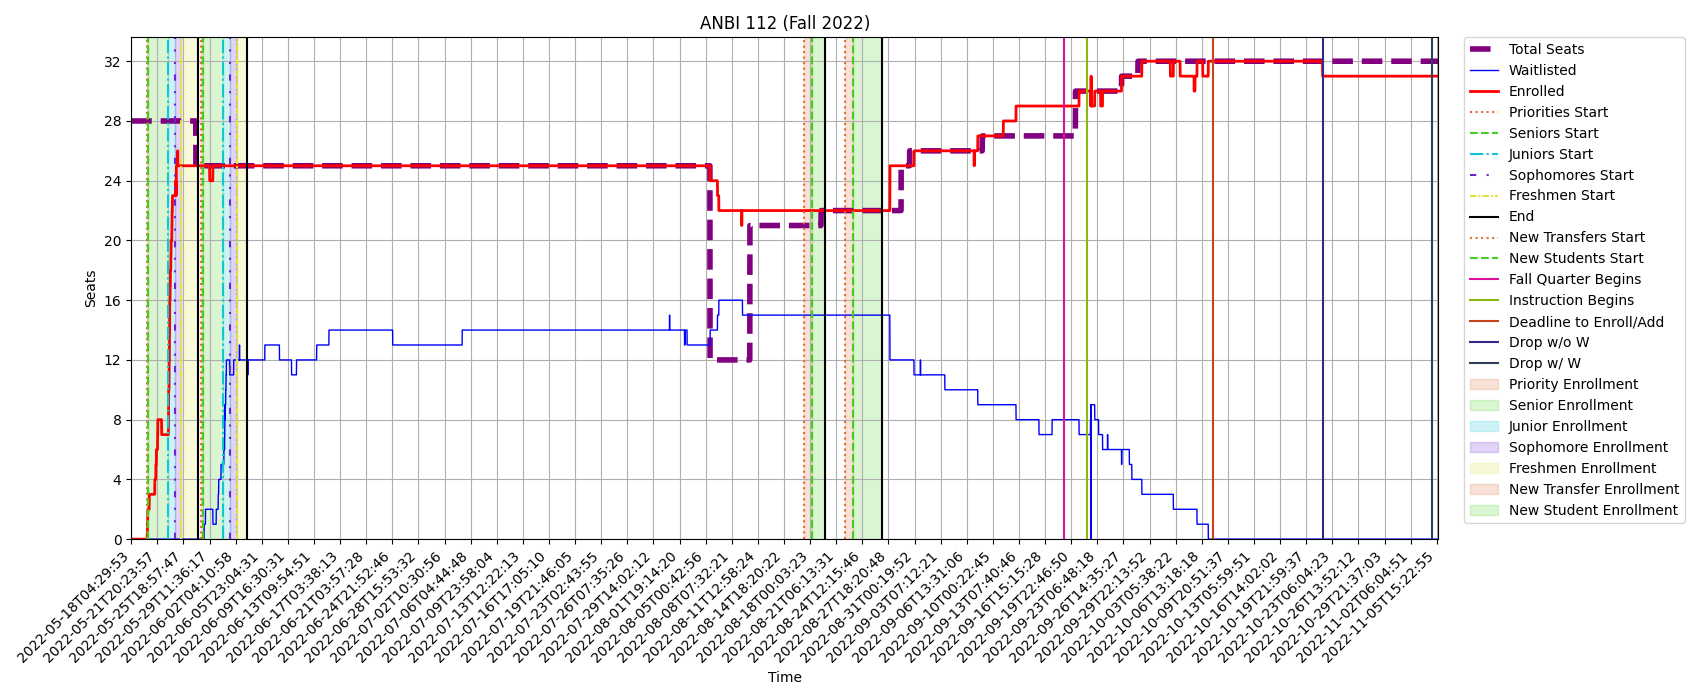 ANBI 112 (Fall 2022)
Seats
32
28
24
20
16
12
8
4
0
2022-05-18T04:29:53
2022-05-21T20:23:57
2022-05-25T18:57:47
2022-05-29T11:36:17
2022-06-02T04:10:58
2022-06-05T23:04:31
2022-06-09T16:30:31
2022-06-13T09:54:51
2022-06-17T03:38:13
2022-06-21T03:57:28
2022-06-24T21:52:46
2022-06-28T15:53:32
2022-07-02T10:30:56
2022-07-06T04:44:48
2022-07-09T23:58:04
2022-07-13T12:22:13
2022-07-16T17:05:10
2022-07-19T21:46:05
2022-07-23T02:43:55
2022-07-26T07:35:26
2022-07-29T14:02:12
2022-08-01T19:14:20
2022-08-05T00:42:56
2022-08-08T07:32:21
2022-08-11T12:58:24
2022-08-14T18:20:22
2022-08-18T00:03:23
2022-08-21T06:13:31
2022-08-24T12:15:46
2022-08-27T18:20:48
2022-08-31T00:19:52
2022-09-03T07:12:21
2022-09-06T13:31:06
2022-09-10T00:22:45
2022-09-13T07:40:46
2022-09-16T15:15:28
2022-09-19T22:46:50
2022-09-23T06:48:18
2022-09-26T14:35:27
2022-09-29T22:13:52
2022-10-03T05:38:22
2022-10-06T13:18:18
2022-10-09T20:51:37
2022-10-13T05:59:51
2022-10-16T14:02:02
2022-10-19T21:59:37
2022-10-23T06:04:23
2022-10-26T13:52:12
2022-10-29T21:37:03
2022-11-02T06:04:51
2022-11-05T15:22:55
Time
Total Seats
Waitlisted
Enrolled
Priorities Start
Seniors Start
Juniors Start
Sophomores Start
Freshmen Start
End
New Transfers Start
New Students Start
Fall Quarter Begins
Instruction Begins
Deadline to Enroll/Add
Drop w/o W
Drop w/ W
Priority Enrollment
Senior Enrollment
Junior Enrollment
Sophomore Enrollment
Freshmen Enrollment
New Transfer Enrollment
New Student Enrollment